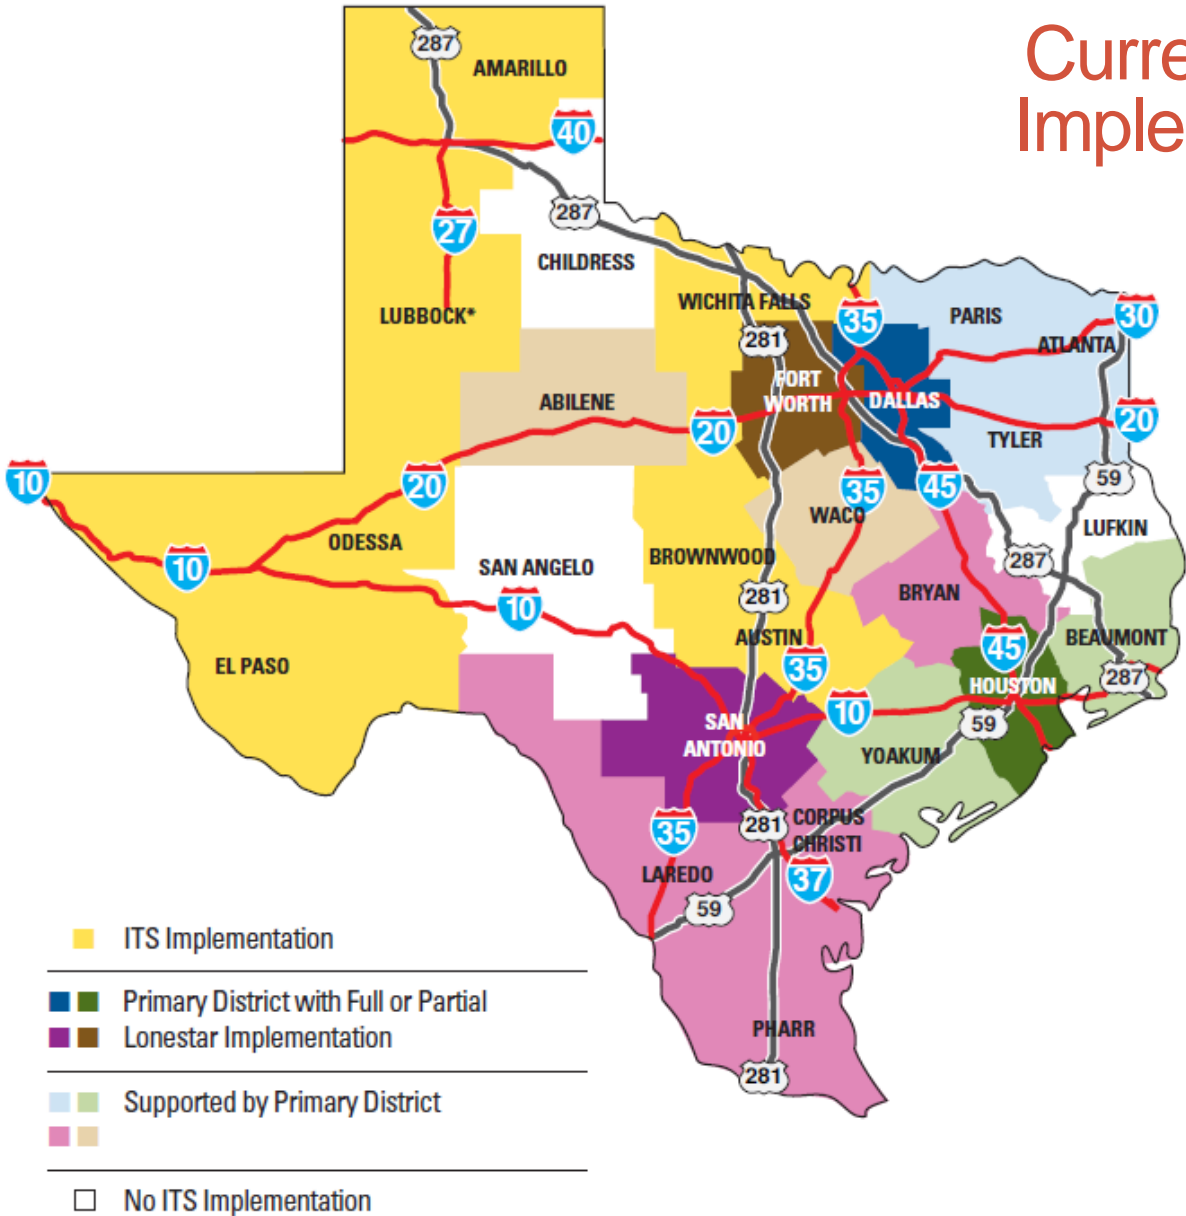 Curre
Imple
287
AMARILLO
40
287
27
CHILDRESS
LUBBOCK*
WICHITA FALLS
35
PARIS
30
281
ATLANTA
FORT
WORTH
DALLAS
ABILENE
20
20
TYLER
10
20
35
45
59
WACO
LUFKIN
ODESSA
BROWNWOOD
SAN ANGELO
287
10
10
281
BRYAN
AUSTIN
45
BEAUMONT
EL PASO
35
287
HOUSTON
10
59
SAN
ANTONIO
YOAKUM
35
281
CORPUS
CHRISTI
LAREDO
37
59
PHARR
281
ITS Implementation
Primary District with Full or Partial
Lonestar Implementation
Supported by Primary District
No ITS Implementation